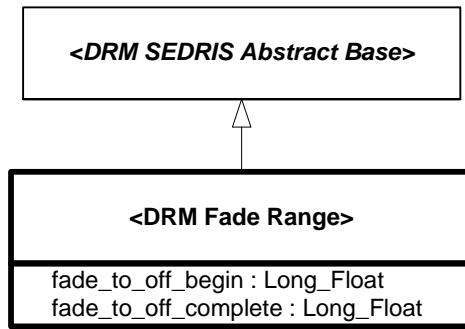 <DRM SEDRIS Abstract Base>
<DRM Fade Range>
fade_to_off_begin : Long_Float
fade_to_off_complete : Long_Float